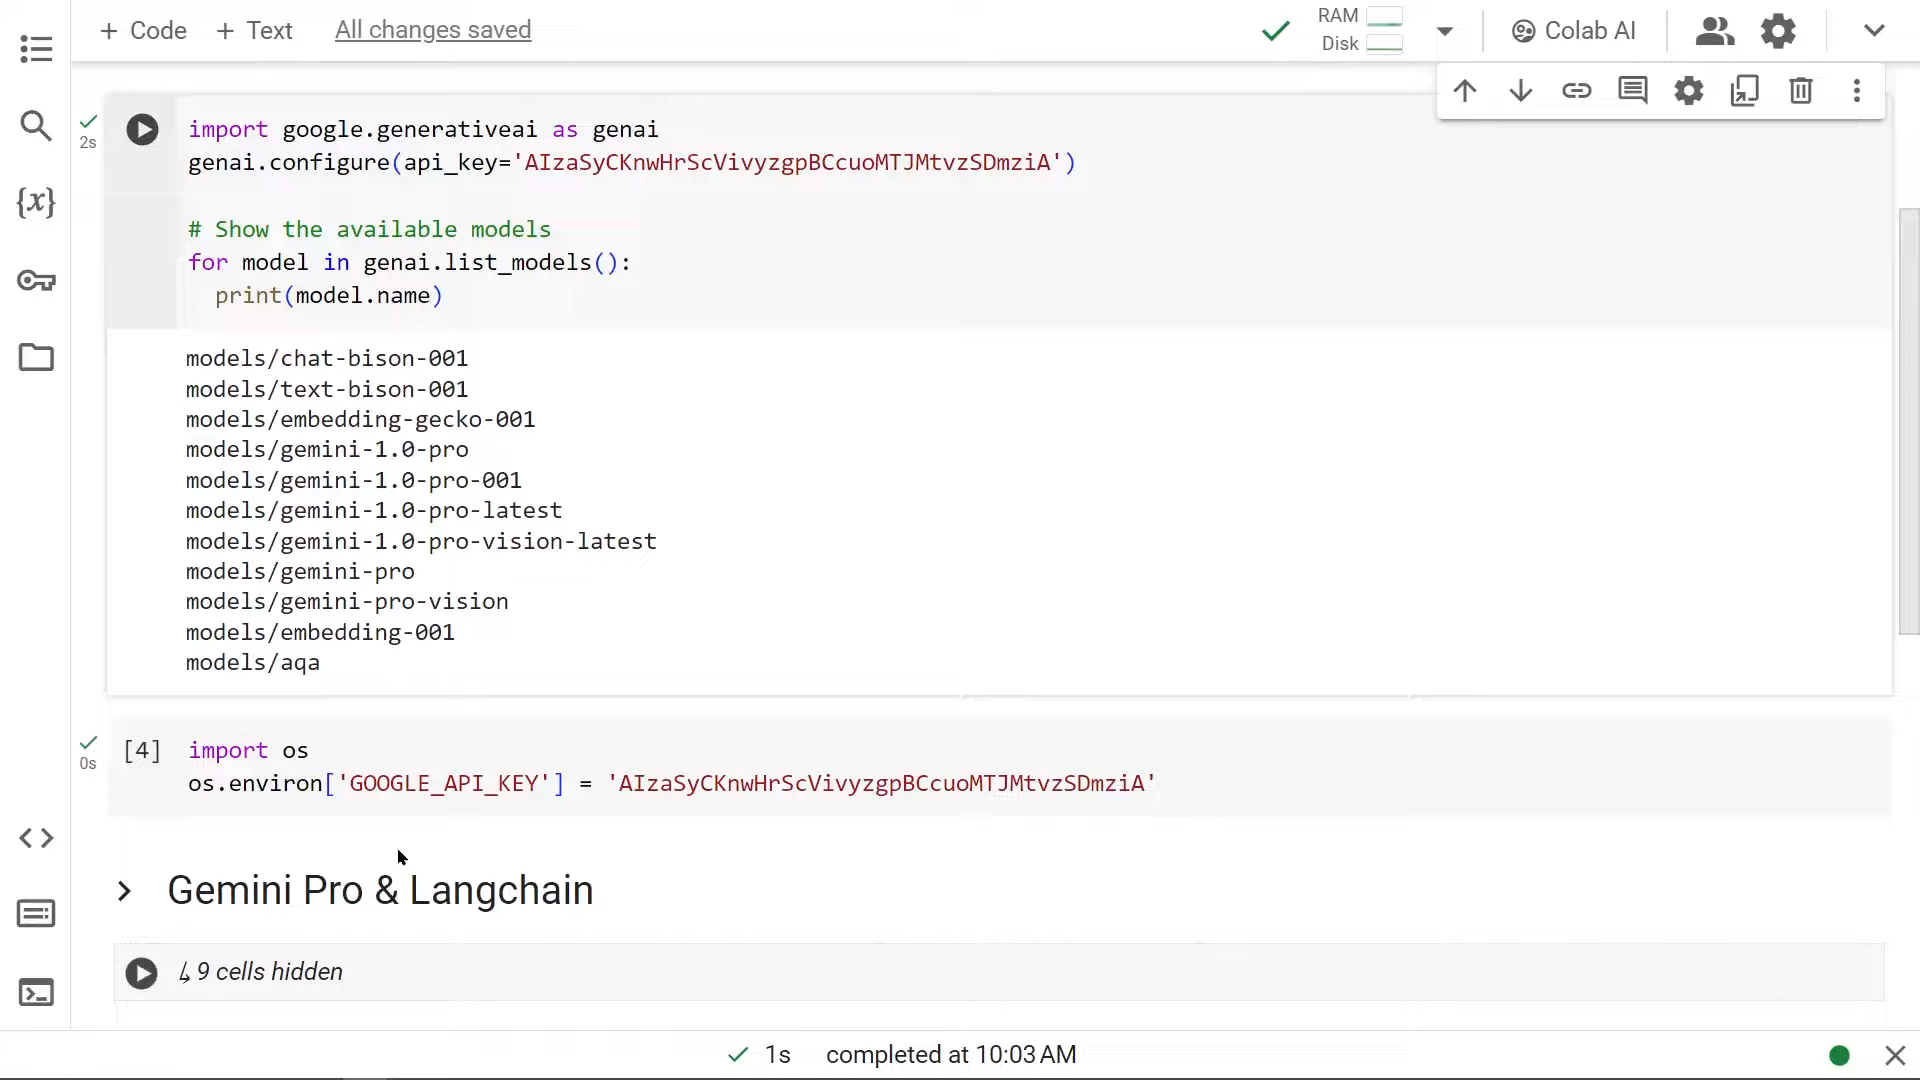 + Code + Text All changes saved RAM Disk Colab AI
2s
import google.generativeai as genai
genai.configure(api_key='AIzaSyCKnwHrScVivyzgpBCcuoMTJMtvzSDmziA')
# Show the available models
for model in genai.list_models():
  print(model.name)
models/chat-bison-001
models/text-bison-001
models/embedding-gecko-001
models/gemini-1.0-pro
models/gemini-1.0-pro-001
models/gemini-1.0-pro-latest
models/gemini-1.0-pro-vision-latest
models/gemini-pro
models/gemini-pro-vision
models/embedding-001
models/aqa
0s
[4] import os
os.environ['GOOGLE_API_KEY'] = 'AIzaSyCKnwHrScVivyzgpBCcuoMTJMtvzSDmziA'
Gemini Pro & Langchain
↳ 9 cells hidden
1s completed at 10:03 AM